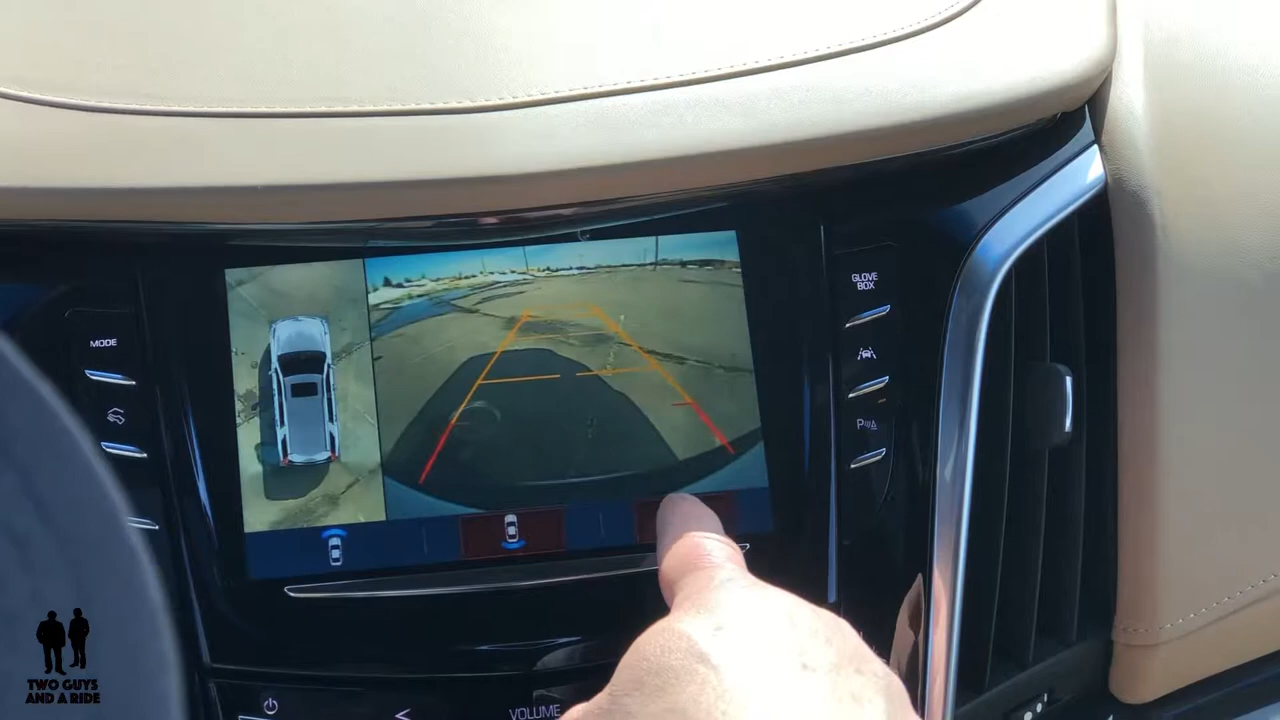 GLOVE
BOX
MODE
P
VOLUME
TWO GUYS
AND A RIDE